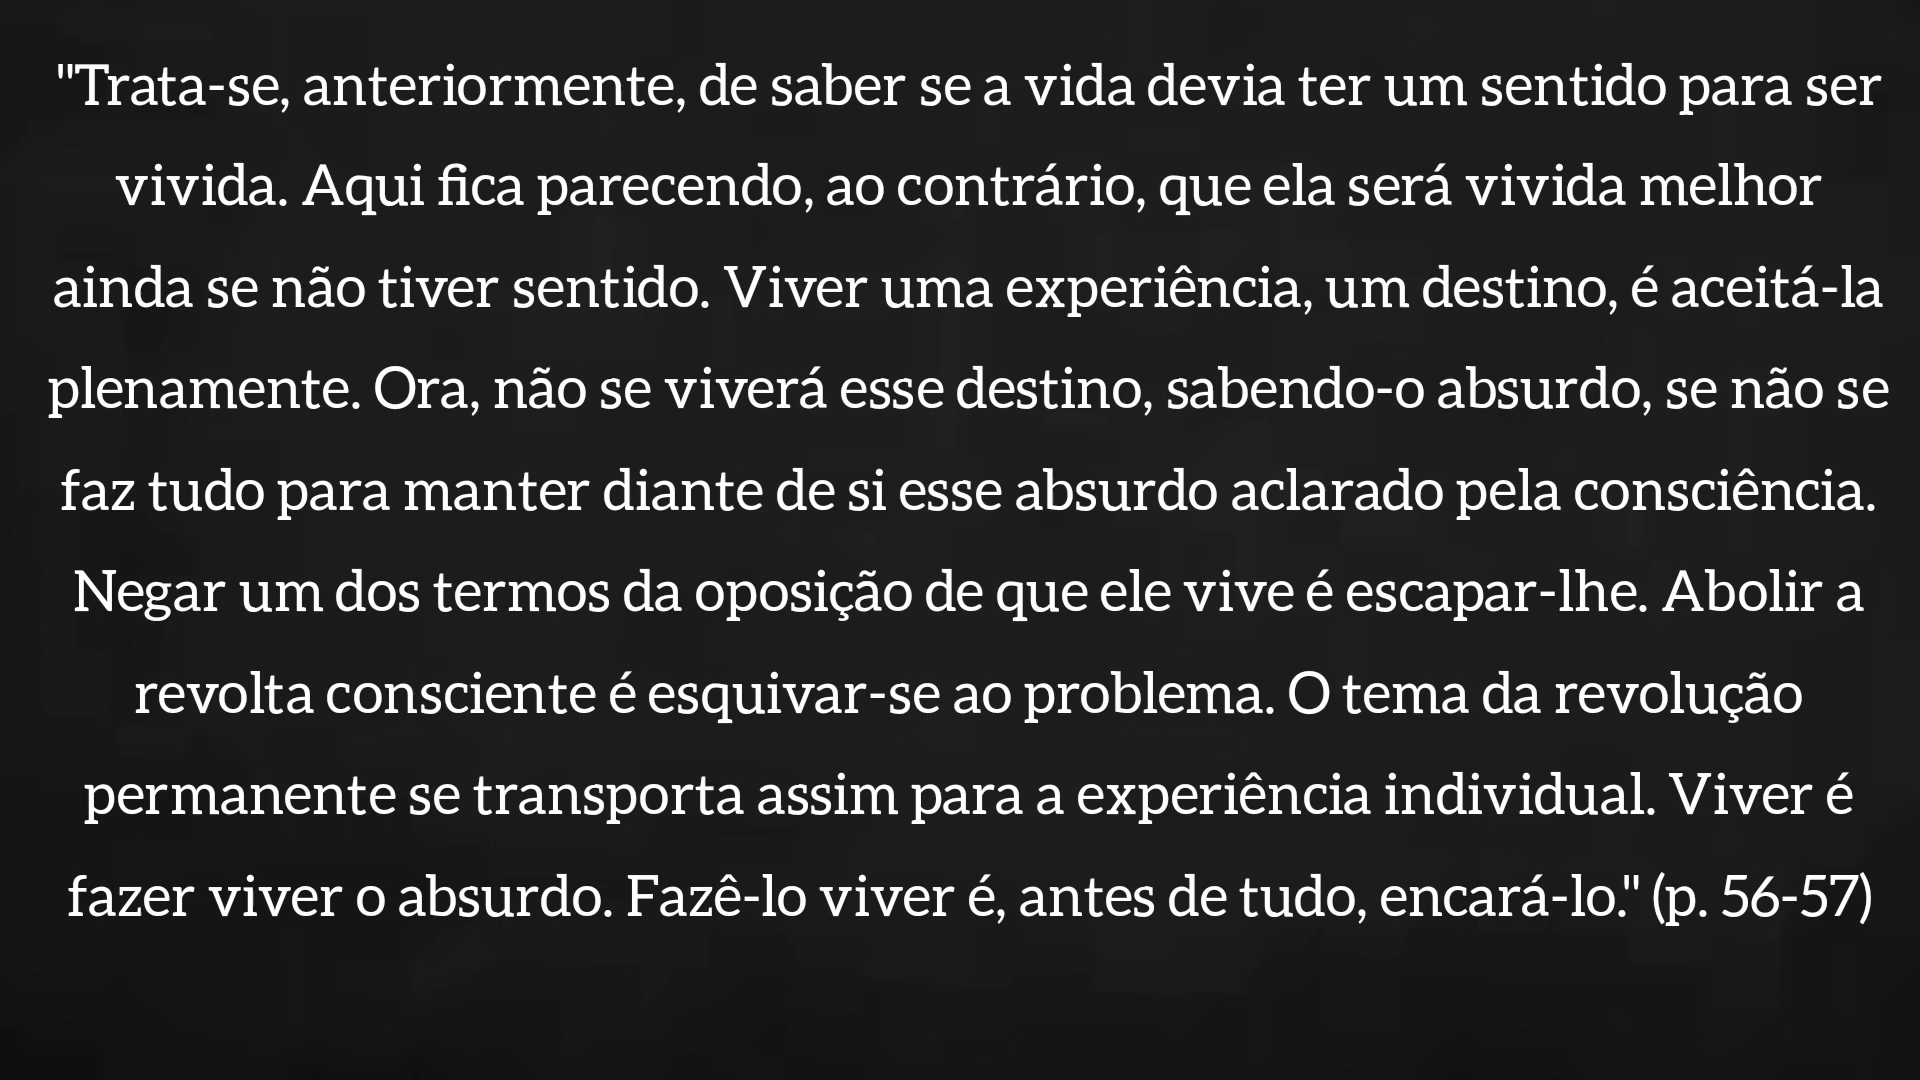 "Trata-se, anteriormente, de saber se a vida devia ter um sentido para ser
vivida. Aqui fica parecendo, ao contrário, que ela será vivida melhor
ainda se não tiver sentido. Viver uma experiência, um destino, é aceitá-la
plenamente. Ora, não se viverá esse destino, sabendo-o absurdo, se não se
faz tudo para manter diante de si esse absurdo aclarado pela consciência.
Negar um dos termos da oposição de que ele vive é escapar-lhe. Abolir a
revolta consciente é esquivar-se ao problema. O tema da revolução
permanente se transporta assim para a experiência individual. Viver é
fazer viver o absurdo. Fazê-lo viver é, antes de tudo, encará-lo." (p. 56-57)